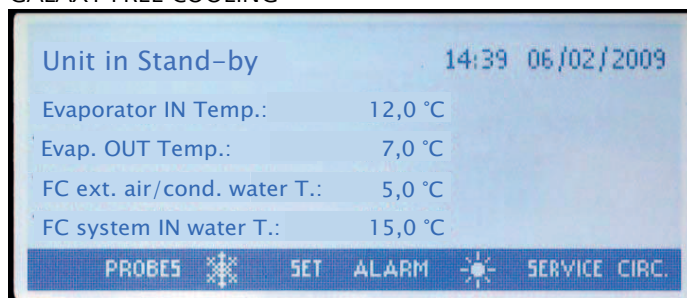 Unit in Stand-by 14:39 06/02/2009
Evaporator IN Temp.: 12,0 °C
Evap. OUT Temp.: 7,0 °C
FC ext. air/cond. water T.: 5,0 °C
FC system IN water T.: 15,0 °C
PROBES SET ALARM SERVICE CIRC.